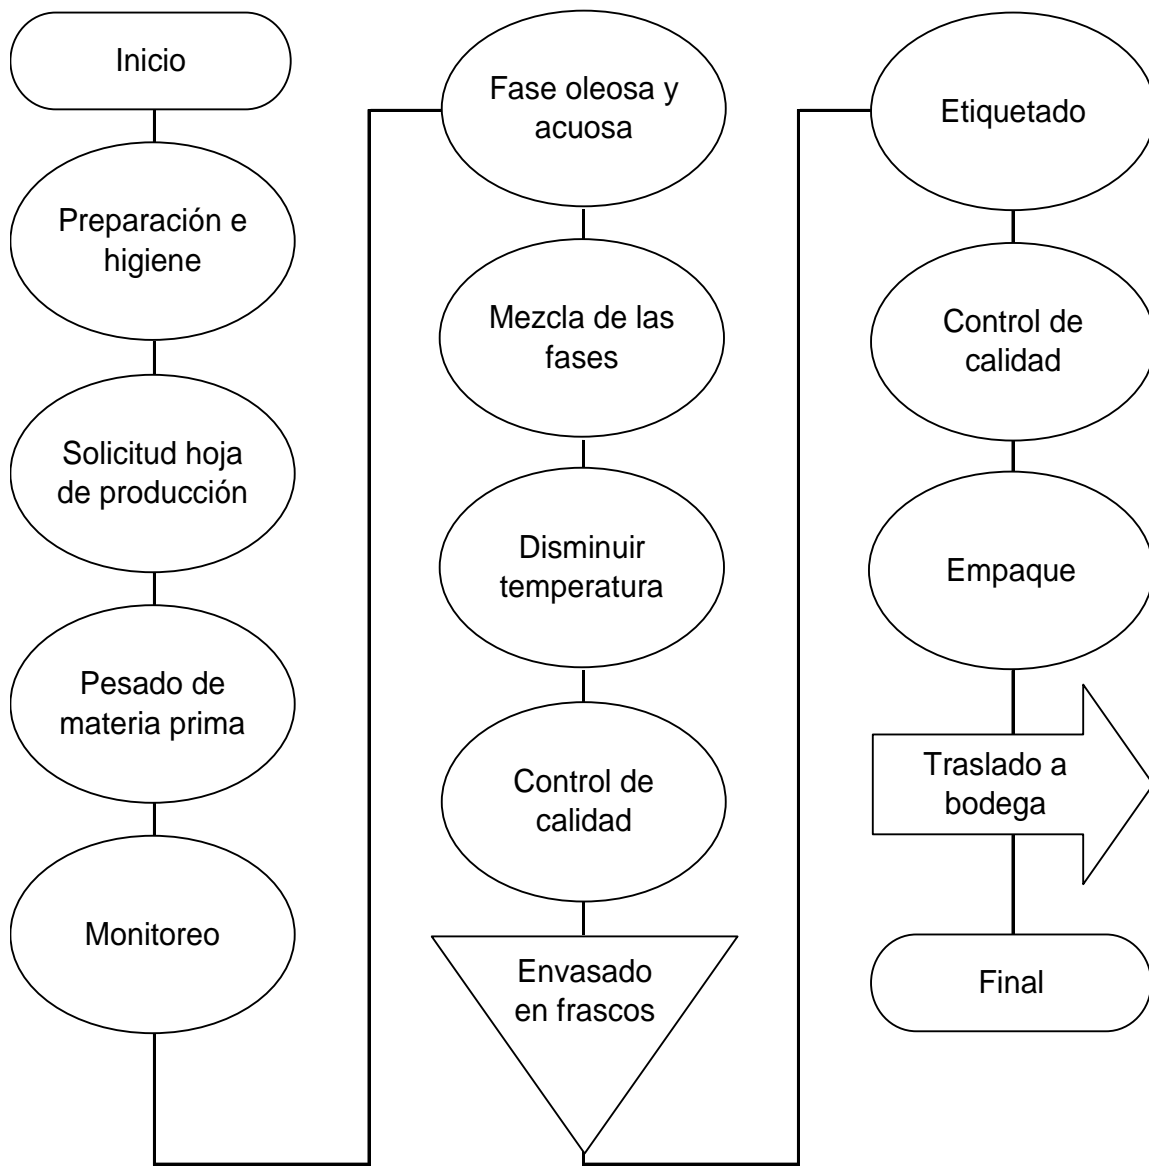 Inicio
Preparación e
higiene
Solicitud hoja
de producción
Pesado de
materia prima
Monitoreo
Fase oleosa y
acuosa
Mezcla de las
fases
Disminuir
temperatura
Control de
calidad
Envasado
en frascos
Etiquetado
Control de
calidad
Empaque
Traslado a
bodega
Final